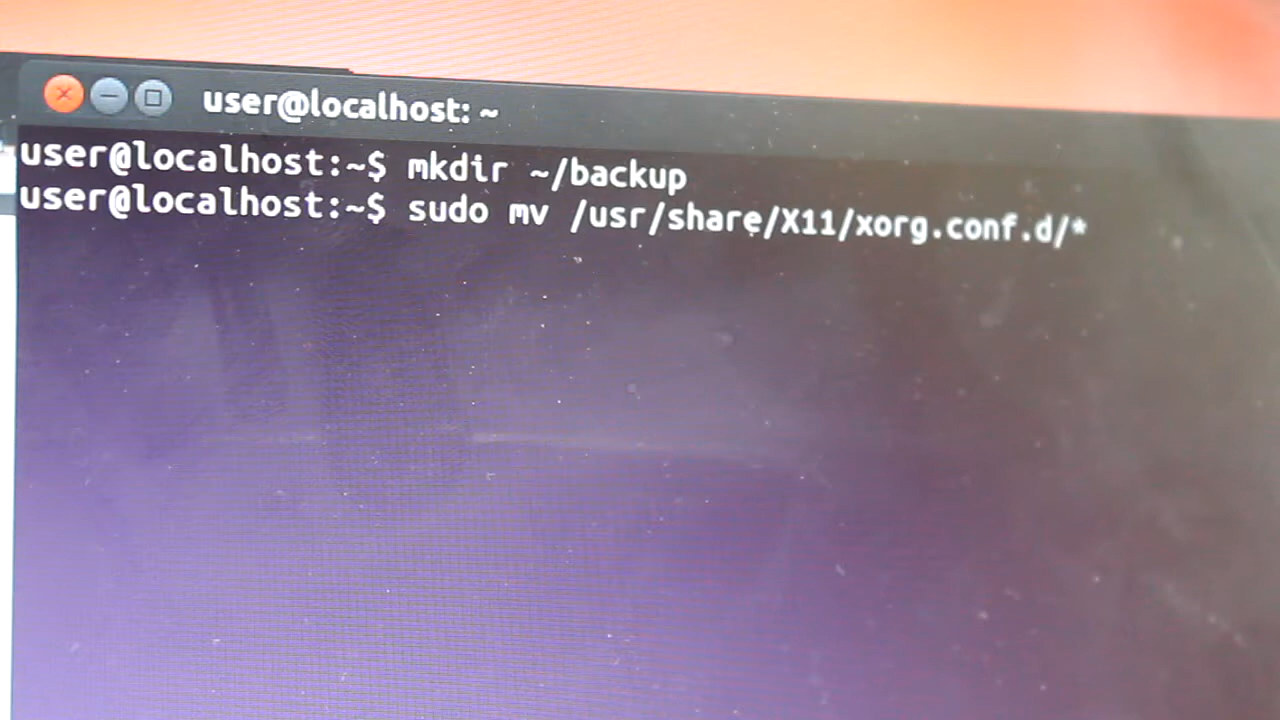 user@localhost: ~
user@localhost:~$ mkdir ~/backup
user@localhost:~$ sudo mv /usr/share/X11/xorg.conf.d/*